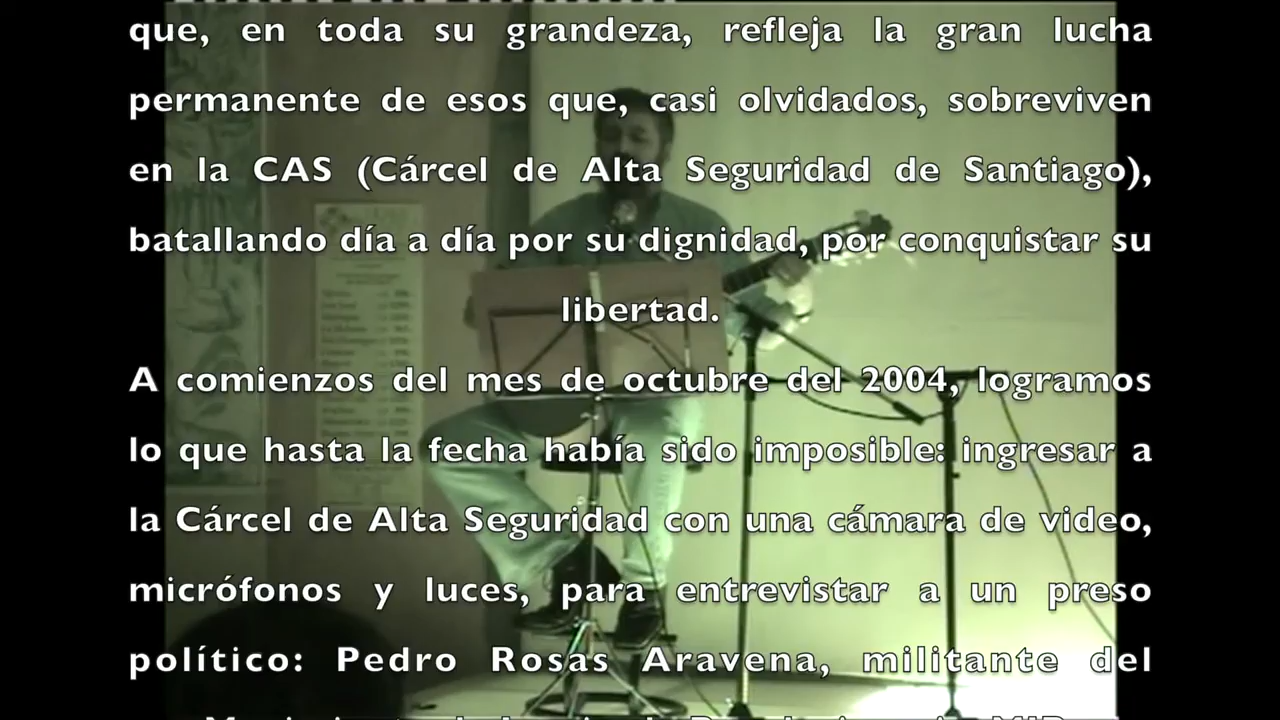 que, en toda su grandeza, refleja la gran lucha
permanente de esos que, casi olvidados, sobreviven
en la CAS (Cárcel de Alta Seguridad de Santiago),
batallando día a día por su dignidad, por conquistar su
libertad.
A comienzos del mes de octubre del 2004, logramos
lo que hasta la fecha había sido imposible: ingresar a
la Cárcel de Alta Seguridad con una cámara de video,
micrófonos y luces, para entrevistar a un preso
político: Pedro Rosas Aravena, militante del